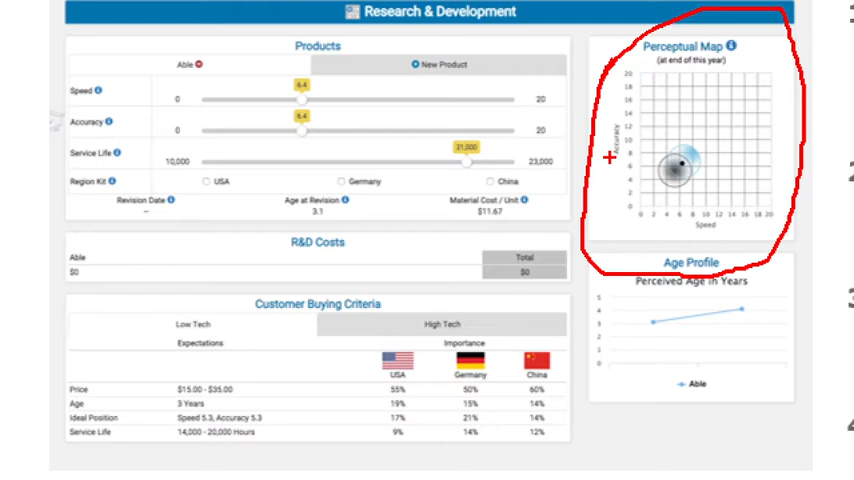 Research & Development
Products
Able
New Product
Speed
6.4
0
20
Accuracy
6.4
0
20
Service Life
21,000
10,000
23,000
Region Kit
USA
Germany
China
Revision Date
Age at Revision
Material Cost / Unit
--
3.1
$11.67
R&D Costs
Able
Total
$0
$0
Customer Buying Criteria
Low Tech
High Tech
Expectations
Importance
USA
Germany
China
Price $15.00 - $35.00 55% 50% 60%
Age 3 Years 19% 15% 14%
Ideal Position Speed 5.3, Accuracy 5.3 17% 21% 14%
Service Life 14,000 - 20,000 Hours 9% 14% 12%
Perceptual Map
(at end of this year)
Accuracy
20
18
16
14
12
10
8
6
4
2
0
0 2 4 6 8 10 12 14 16 18 20
Speed
Age Profile
Perceived Age in Years
5
4
3
2
1
0
Able